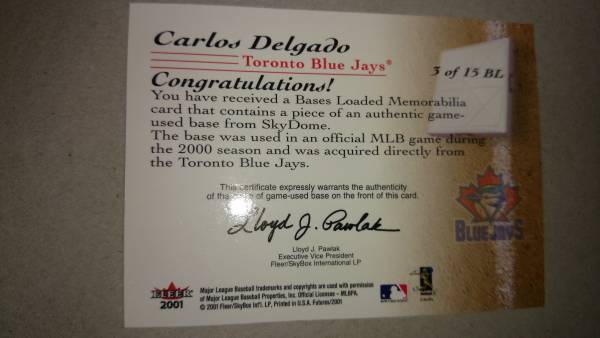 Carlos Delgado
Toronto Blue Jays®
3 of 15 BL
Congratulations!
You have received a Bases Loaded Memorabilia
card that contains a piece of an authentic game-
used base from SkyDome.
The base was used in an official MLB game during
the 2000 season and was acquired directly from
the Toronto Blue Jays.
This certificate expressly warrants the authenticity
of the piece of game-used base on the front of this card.
Lloyd J. Pawlak
Lloyd J. Pawlak
Executive Vice President
Fleer/SkyBox International LP
BLUE JAYS
FLEER
2001
Major League Baseball trademarks and copyrights are used with permission
of Major League Baseball Properties, Inc. Official Licensee - MLBPA.
© 2001 Fleer/SkyBox Int'l. LP, Printed in U.S.A. Futures/2001